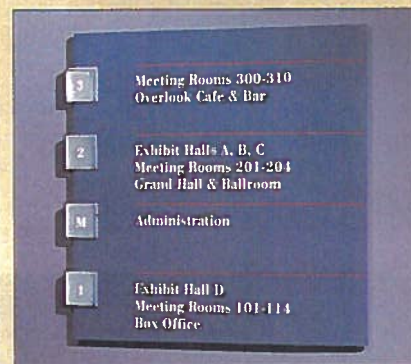 3
Meeting Rooms 300-310
Overlook Cafe & Bar
2
Exhibit Halls A, B, C
Meeting Rooms 201-204
Grand Hall & Ballroom
M
Administration
1
Exhibit Hall D
Meeting Rooms 101-114
Box Office